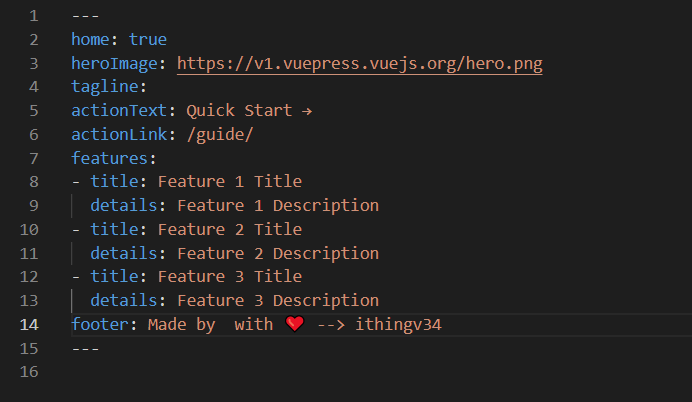 1 ---
2 home: true
3 heroImage: https://v1.vuepress.vuejs.org/hero.png
4 tagline:
5 actionText: Quick Start →
6 actionLink: /guide/
7 features:
8 - title: Feature 1 Title
9   details: Feature 1 Description
10 - title: Feature 2 Title
11   details: Feature 2 Description
12 - title: Feature 3 Title
13   details: Feature 3 Description
14 footer: Made by  with ❤️ --> ithingv34
15 ---
16